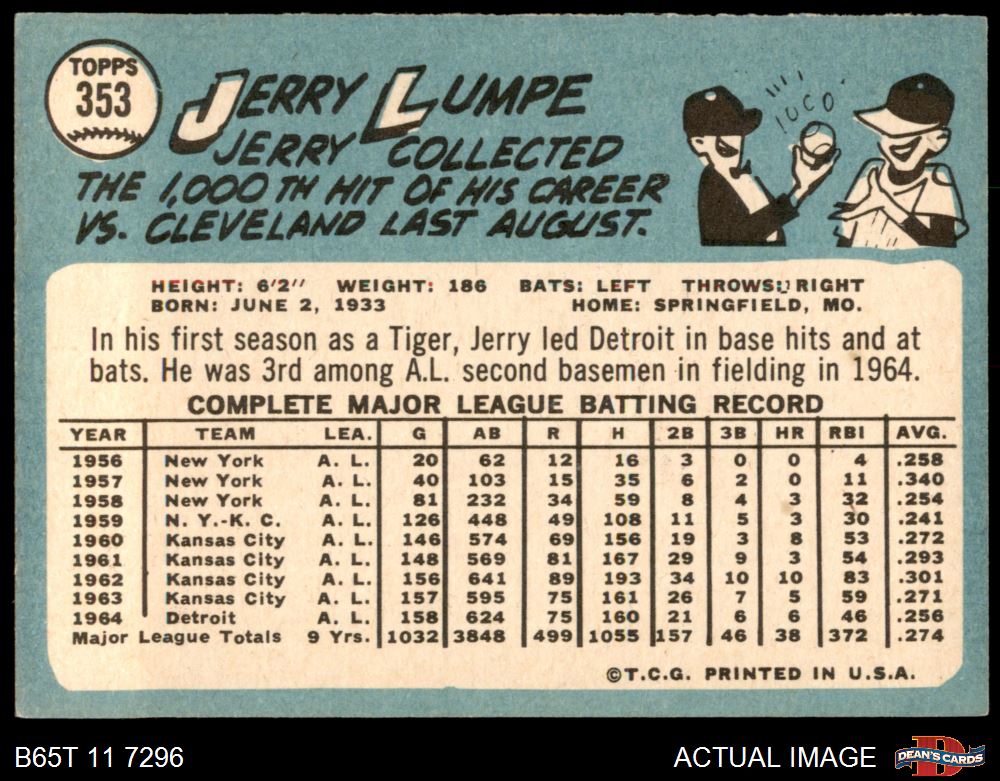 TOPPS
353
JERRY LUMPE
JERRY COLLECTED
THE 1,000 TH HIT OF HIS CAREER
VS. CLEVELAND LAST AUGUST.
1000
HEIGHT: 6'2" WEIGHT: 186 BATS: LEFT THROWS: RIGHT
BORN: JUNE 2, 1933 HOME: SPRINGFIELD, MO.
In his first season as a Tiger, Jerry led Detroit in base hits and at
bats. He was 3rd among A.L. second basemen in fielding in 1964.
COMPLETE MAJOR LEAGUE BATTING RECORD
YEAR TEAM LEA. G AB R H 2B 3B HR RBI AVG.
1956 New York A. L. 20 62 12 16 3 0 0 4 .258
1957 New York A. L. 40 103 15 35 6 2 0 11 .340
1958 New York A. L. 81 232 34 59 8 4 3 32 .254
1959 N. Y.-K. C. A. L. 126 448 49 108 11 5 3 30 .241
1960 Kansas City A. L. 146 574 69 156 19 3 8 53 .272
1961 Kansas City A. L. 148 569 81 167 29 9 3 54 .293
1962 Kansas City A. L. 156 641 89 193 34 10 10 83 .301
1963 Kansas City A. L. 157 595 75 161 26 7 5 59 .271
1964 Detroit A. L. 158 624 75 160 21 6 6 46 .256
Major League Totals 9 Yrs. 1032 3848 499 1055 157 46 38 372 .274
©T.C.G. PRINTED IN U.S.A.
B65T 11 7296
ACTUAL IMAGE
DEAN'S CARDS